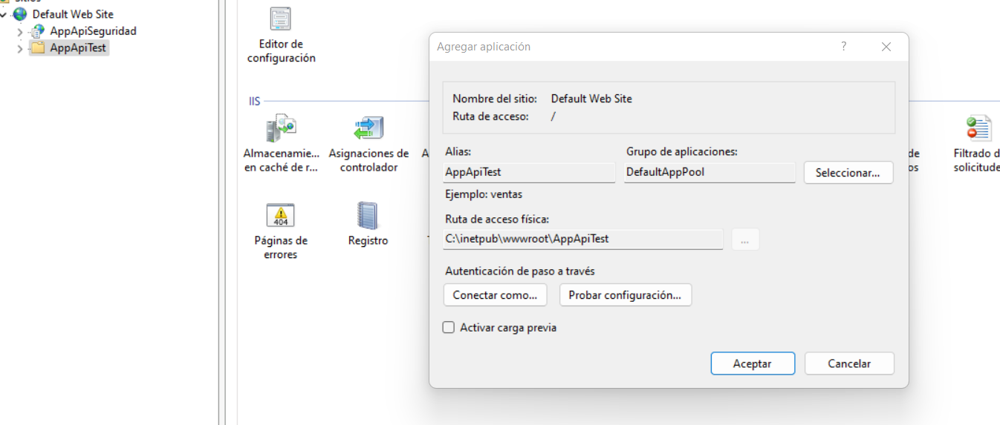 Sitios
Default Web Site
AppApiSeguridad
AppApiTest
Editor de
configuración
IIS
Almacenamie...
en caché de r...
Asignaciones de
controlador
Páginas de
errores
Registro
Filtrado d
solicitude
Agregar aplicación
?
Nombre del sitio: Default Web Site
Ruta de acceso: /
Alias:
AppApiTest
Ejemplo: ventas
Grupo de aplicaciones:
DefaultAppPool
Seleccionar...
Ruta de acceso física:
C:\inetpub\wwwroot\AppApiTest
...
Autenticación de paso a través
Conectar como...
Probar configuración...
Activar carga previa
Aceptar
Cancelar
404